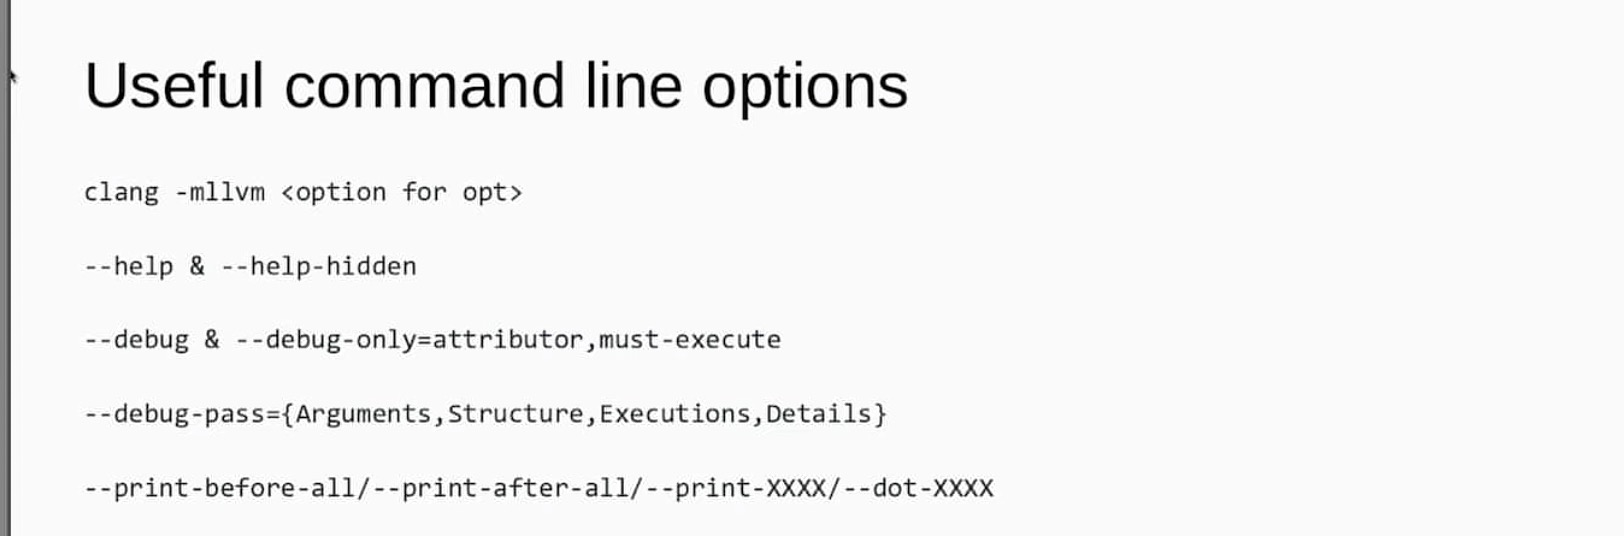 Useful command line options
clang -mllvm <option for opt>
--help & --help-hidden
--debug & --debug-only=attributor,must-execute
--debug-pass={Arguments,Structure,Executions,Details}
--print-before-all/--print-after-all/--print-XXXX/--dot-XXXX